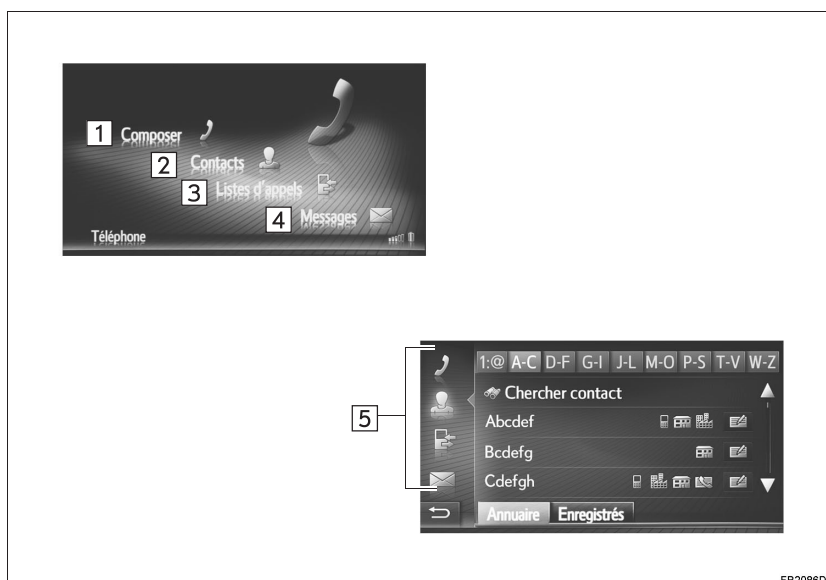 1 Composer
2 Contacts
3 Listes d'appels
4 Messages
Téléphone
1:@ A-C D-F G-I J-L M-O P-S T-V W-Z
Chercher contact
5
Abcdef
Bcdefg
Cdefgh
Annuaire Enregistrés
FB2086D